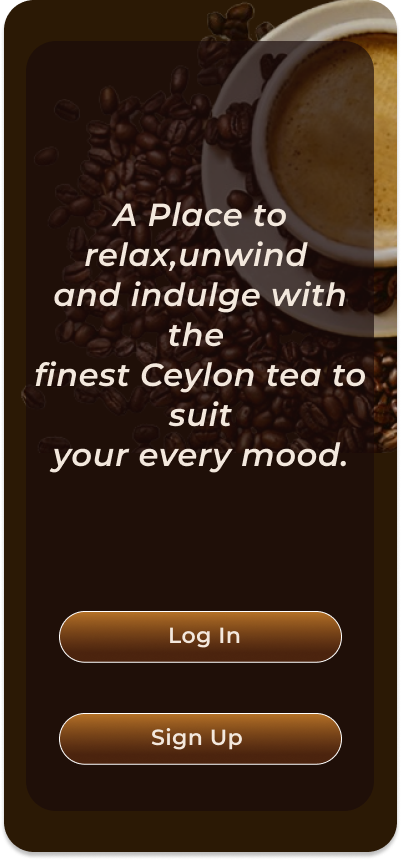 A Place to
relax,unwind
and indulge with
the
finest Ceylon tea to
suit
your every mood.
Log In
Sign Up